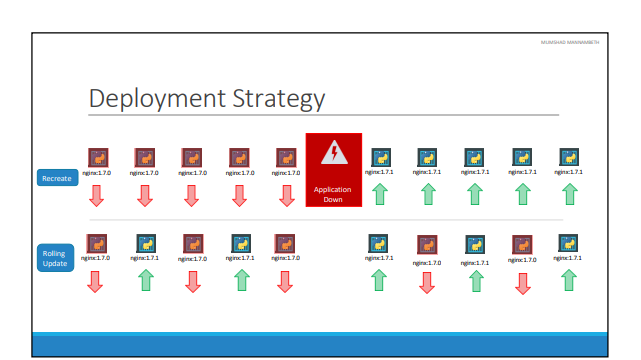 MUMSHAD MANNAMBETH
Deployment Strategy
Recreate
nginx:1.7.0 nginx:1.7.0 nginx:1.7.0 nginx:1.7.0 nginx:1.7.0
Application
Down
nginx:1.7.1 nginx:1.7.1 nginx:1.7.1 nginx:1.7.1 nginx:1.7.1
Rolling
Update
nginx:1.7.0 nginx:1.7.1 nginx:1.7.0 nginx:1.7.1 nginx:1.7.0 nginx:1.7.1 nginx:1.7.0 nginx:1.7.1 nginx:1.7.0 nginx:1.7.1